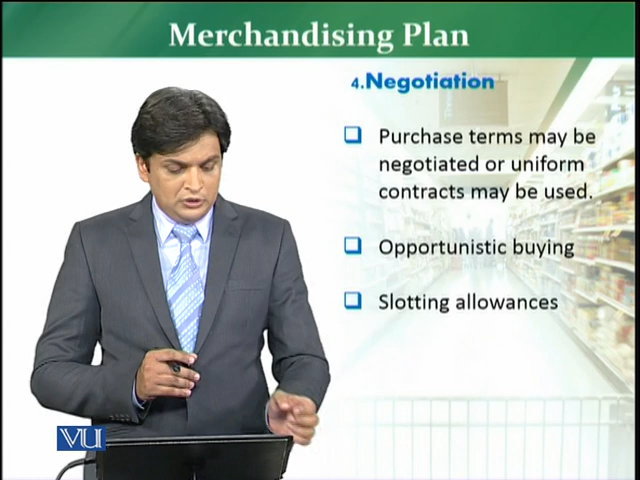 Merchandising Plan
4.Negotiation
Purchase terms may be
negotiated or uniform
contracts may be used.
Opportunistic buying
Slotting allowances
VU